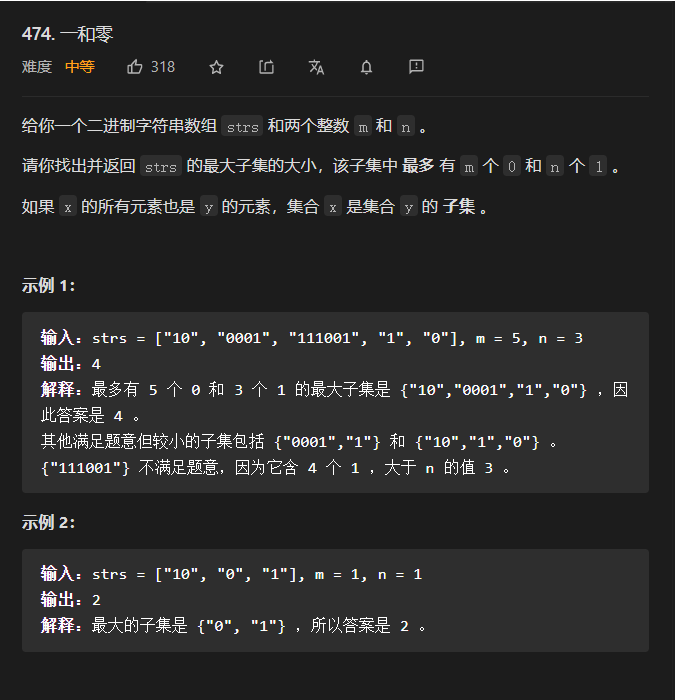 474. 一和零
难度 中等 318
给你一个二进制字符串数组 strs 和两个整数 m 和 n 。
请你找出并返回 strs 的最大子集的大小，该子集中 最多 有 m 个 0 和 n 个 1 。
如果 x 的所有元素也是 y 的元素，集合 x 是集合 y 的 子集 。
示例 1：
输入：strs = ["10", "0001", "111001", "1", "0"], m = 5, n = 3
输出：4
解释：最多有 5 个 0 和 3 个 1 的最大子集是 {"10","0001","1","0"} ，因
此答案是 4 。
其他满足题意但较小的子集包括 {"0001","1"} 和 {"10","1","0"} 。
{"111001"} 不满足题意，因为它含 4 个 1 ，大于 n 的值 3 。
示例 2：
输入：strs = ["10", "0", "1"], m = 1, n = 1
输出：2
解释：最大的子集是 {"0", "1"} ，所以答案是 2 。